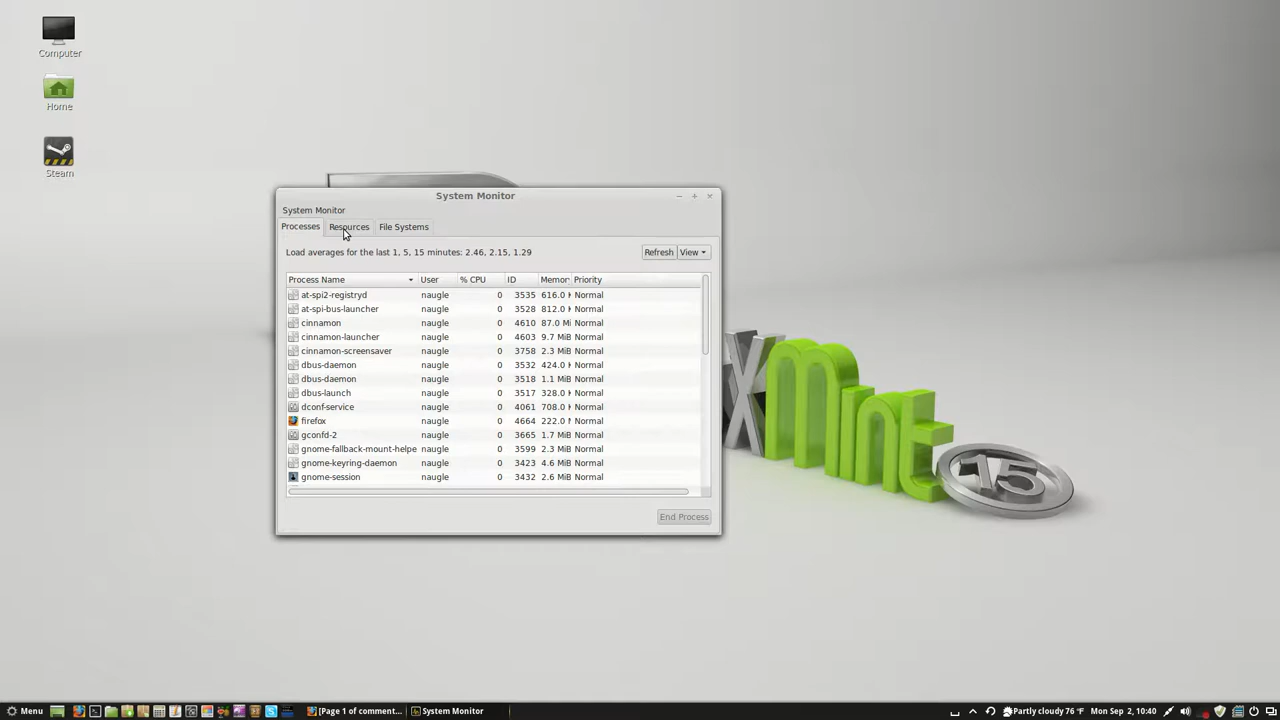 Computer
Home
Steam
System Monitor
System Monitor
Processes Resources File Systems
Load averages for the last 1, 5, 15 minutes: 2.46, 2.15, 1.29 Refresh View
Process Name User % CPU ID Memory Priority
at-spi2-registryd naugle 0 3535 616.0 K Normal
at-spi-bus-launcher naugle 0 3528 812.0 K Normal
cinnamon naugle 0 4610 87.0 Mi Normal
cinnamon-launcher naugle 0 4603 9.7 MiB Normal
cinnamon-screensaver naugle 0 3758 2.3 MiB Normal
dbus-daemon naugle 0 3532 424.0 K Normal
dbus-daemon naugle 0 3518 1.1 MiB Normal
dbus-launch naugle 0 3517 328.0 K Normal
dconf-service naugle 0 4061 708.0 K Normal
firefox naugle 0 4664 222.0 M Normal
gconfd-2 naugle 0 3665 1.7 MiB Normal
gnome-fallback-mount-helpe naugle 0 3599 2.3 MiB Normal
gnome-keyring-daemon naugle 0 3423 4.6 MiB Normal
gnome-session naugle 0 3432 2.6 MiB Normal
End Process
X Mint 15
Menu [Page 1 of comment... System Monitor Partly cloudy 76 °F Mon Sep 2, 10:40